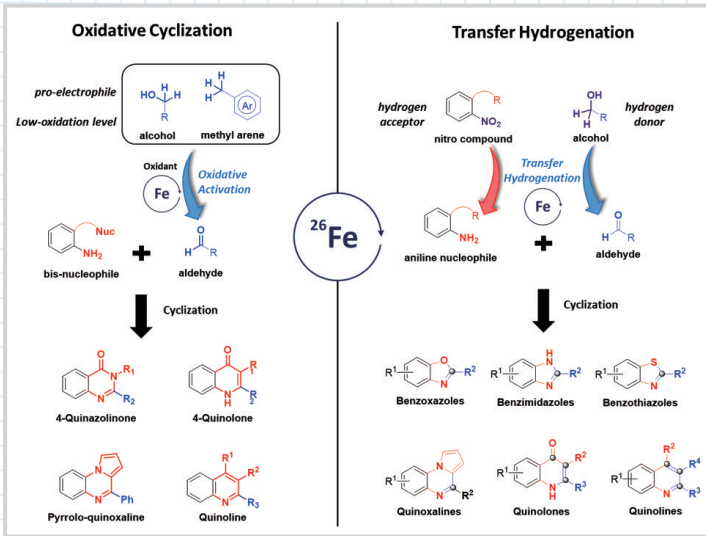 Oxidative Cyclization
pro-electrophile
Low-oxidation level
H
HO
H
R
alcohol
H
H
H
Ar
methyl arene
Oxidant
Fe
Oxidative
Activation
Nuc
NH2
bis-nucleophile
+
O
H
R
aldehyde
Cyclization
O
N
R1
N
R2
4-Quinazolinone
O
R
1
N
H
R
2
4-Quinolone
N
N
Ph
Pyrrolo-quinoxaline
R1
R2
N
R3
Quinoline
26Fe
Transfer Hydrogenation
hydrogen
acceptor
R
NO2
nitro compound
OH
H
H
R
alcohol
hydrogen
donor
Transfer
Hydrogenation
Fe
R
NH2
aniline nucleophile
+
O
H
R
aldehyde
Cyclization
R1
O
N
R2
Benzoxazoles
R1
H
N
N
R2
Benzimidazoles
R1
S
N
R2
Benzothiazoles
R1
N
N
R2
Quinoxalines
R1
O
R2
N
H
R3
Quinolones
R1
R2
R4
N
R3
Quinolines